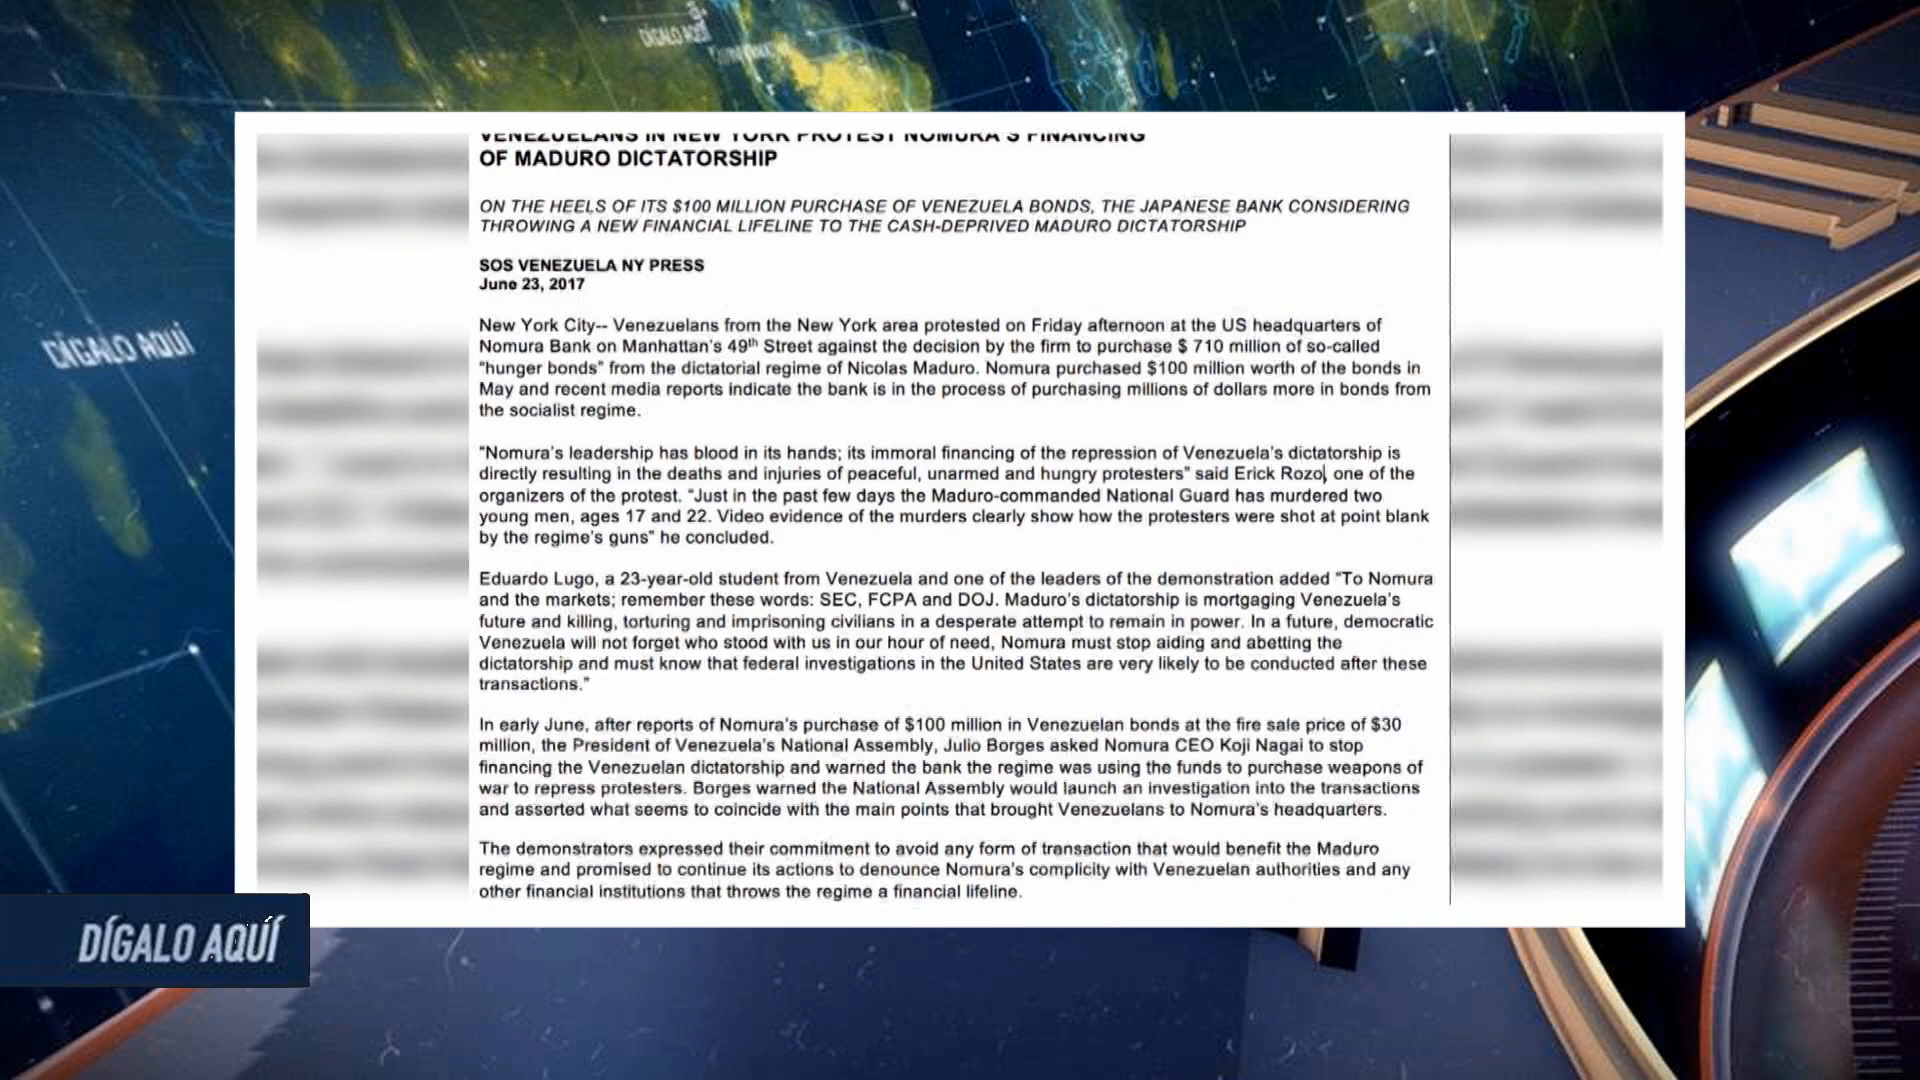 DÍGALO AQUÍ
VENEZUELANS IN NEW YORK PROTEST NOMURA'S FINANCING
OF MADURO DICTATORSHIP
ON THE HEELS OF ITS $100 MILLION PURCHASE OF VENEZUELA BONDS, THE JAPANESE BANK CONSIDERING
THROWING A NEW FINANCIAL LIFELINE TO THE CASH-DEPRIVED MADURO DICTATORSHIP
SOS VENEZUELA NY PRESS
June 23, 2017
New York City-- Venezuelans from the New York area protested on Friday afternoon at the US headquarters of
Nomura Bank on Manhattan's 49th Street against the decision by the firm to purchase $ 710 million of so-called
"hunger bonds" from the dictatorial regime of Nicolas Maduro. Nomura purchased $100 million worth of the bonds in
May and recent media reports indicate the bank is in the process of purchasing millions of dollars more in bonds from
the socialist regime.
"Nomura's leadership has blood in its hands; its immoral financing of the repression of Venezuela's dictatorship is
directly resulting in the deaths and injuries of peaceful, unarmed and hungry protesters" said Erick Rozo, one of the
organizers of the protest. "Just in the past few days the Maduro-commanded National Guard has murdered two
young men, ages 17 and 22. Video evidence of the murders clearly show how the protesters were shot at point blank
by the regime's guns" he concluded.
Eduardo Lugo, a 23-year-old student from Venezuela and one of the leaders of the demonstration added "To Nomura
and the markets; remember these words: SEC, FCPA and DOJ. Maduro's dictatorship is mortgaging Venezuela's
future and killing, torturing and imprisoning civilians in a desperate attempt to remain in power. In a future, democratic
Venezuela will not forget who stood with us in our hour of need, Nomura must stop aiding and abetting the
dictatorship and must know that federal investigations in the United States are very likely to be conducted after these
transactions."
In early June, after reports of Nomura's purchase of $100 million in Venezuelan bonds at the fire sale price of $30
million, the President of Venezuela's National Assembly, Julio Borges asked Nomura CEO Koji Nagai to stop
financing the Venezuelan dictatorship and warned the bank the regime was using the funds to purchase weapons of
war to repress protesters. Borges warned the National Assembly would launch an investigation into the transactions
and asserted what seems to coincide with the main points that brought Venezuelans to Nomura's headquarters.
The demonstrators expressed their commitment to avoid any form of transaction that would benefit the Maduro
regime and promised to continue its actions to denounce Nomura's complicity with Venezuelan authorities and any
other financial institutions that throws the regime a financial lifeline.
DÍGALO AQUÍ
DÍGALO AQUÍ